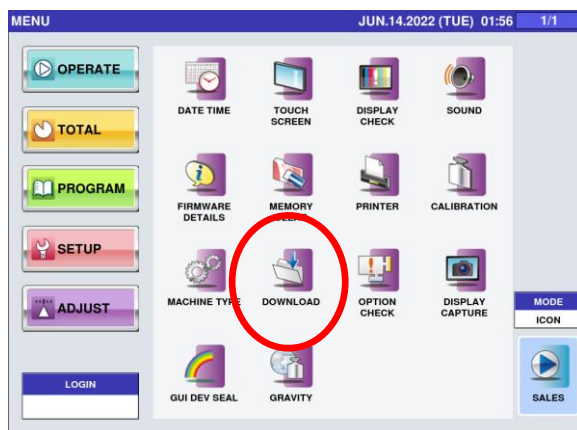 MENU JUN.14.2022 (TUE) 01:56 1/1
OPERATE
TOTAL
PROGRAM
SETUP
ADJUST
LOGIN
DATE TIME
TOUCH
SCREEN
DISPLAY
CHECK
SOUND
FIRMWARE
DETAILS
MEMORY
PRINTER
CALIBRATION
MACHINE TYPE
DOWNLOAD
OPTION
CHECK
DISPLAY
CAPTURE
GUI DEV SEAL
GRAVITY
MODE
ICON
SALES